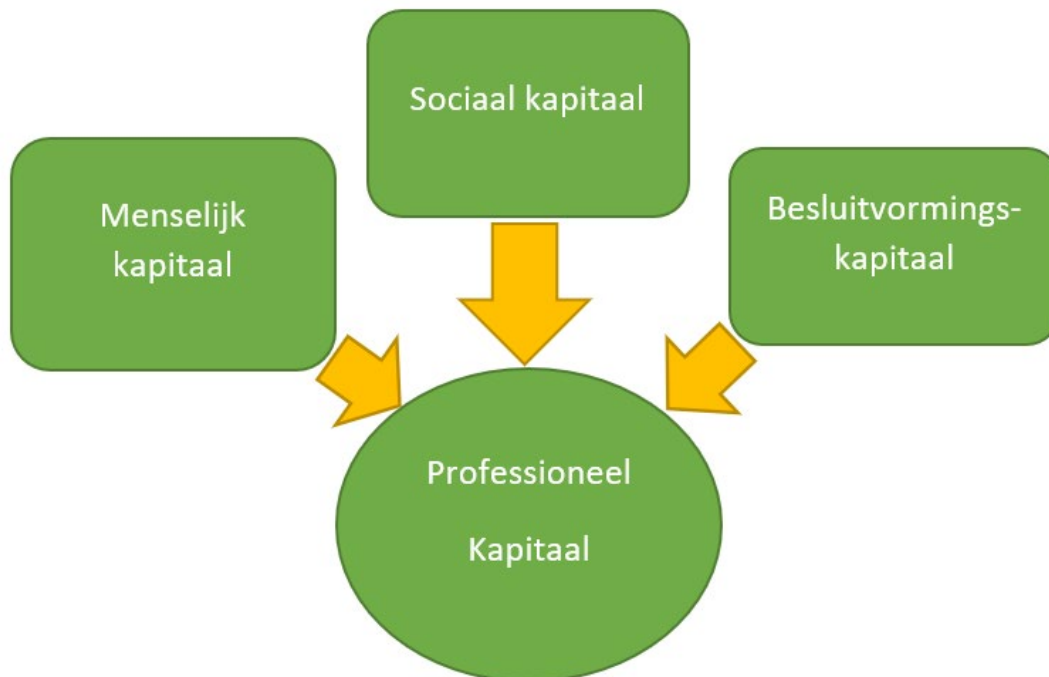 Sociaal kapitaal
Menselijk
kapitaal
Besluitvormings-
kapitaal
Professioneel
Kapitaal